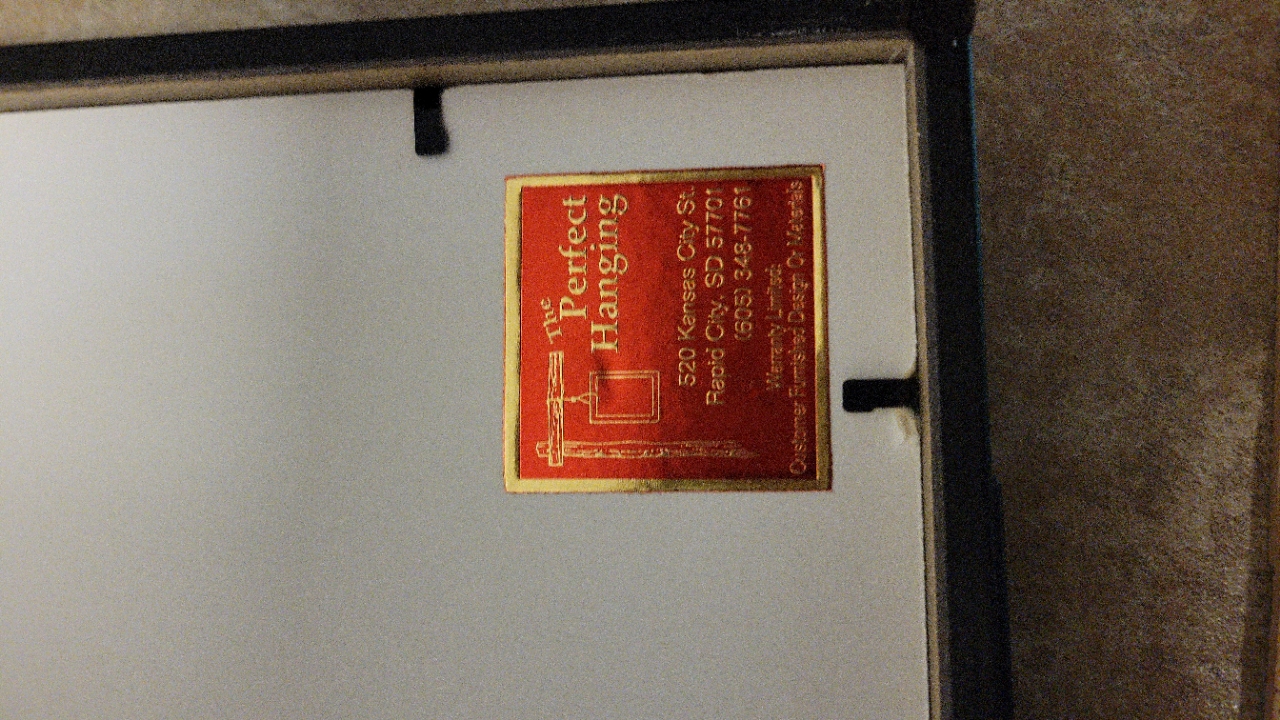 The
Perfect
Hanging
520 Kansas City St.
Rapid City, SD 57701
(605) 348-7761
Warranty Limited:
Customer Furnished Design Or Materials